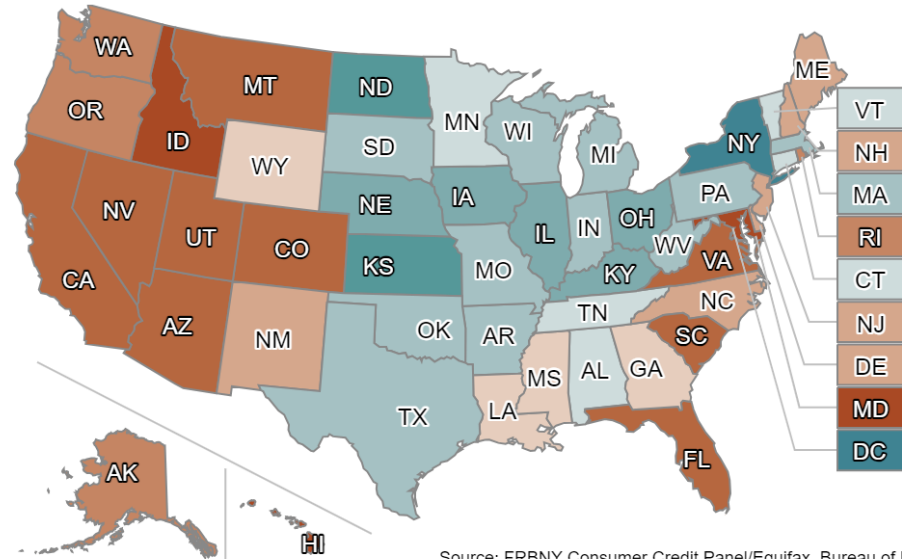 WA
ME
MT
ND
VT
OR
MN
NY
WI
ID
SD
MI
NH
WY
PA
MA
NE
IA
NV
OH
IL
IN
RI
UT
CO
WV
VA
KS
MO
KY
CA
CT
NC
TN
AZ
NM
OK
AR
SC
NJ
MS
AL
GA
DE
LA
TX
MD
FL
DC
AK
HI
Source: FRBNY Consumer Credit Panel/Equifax, Bureau of